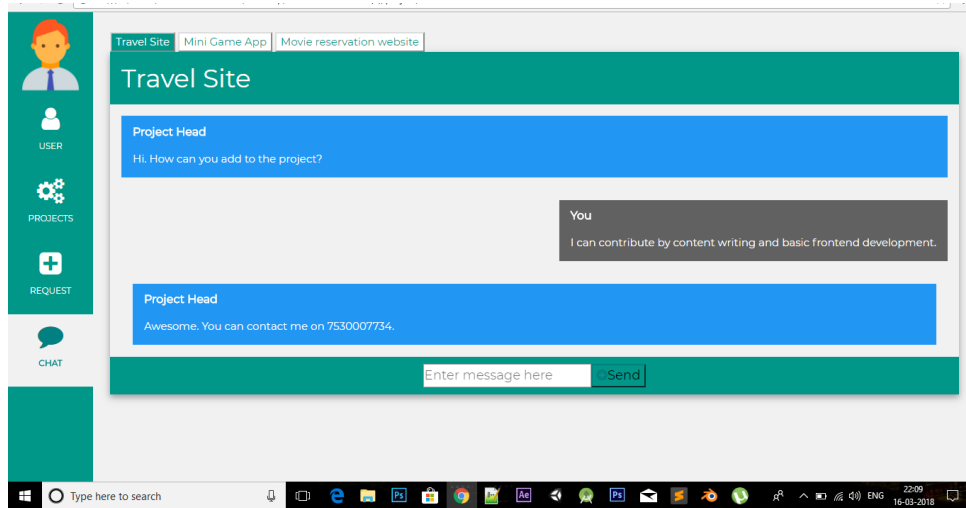 Travel Site Mini Game App Movie reservation website
Travel Site
Project Head
Hi. How can you add to the project?
You
I can contribute by content writing and basic frontend development.
Project Head
Awesome. You can contact me on 7530007734.
Enter message here Send
USER
PROJECTS
REQUEST
CHAT
Type here to search
Ps
Ae
Ps
ENG
22:09
16-03-2018